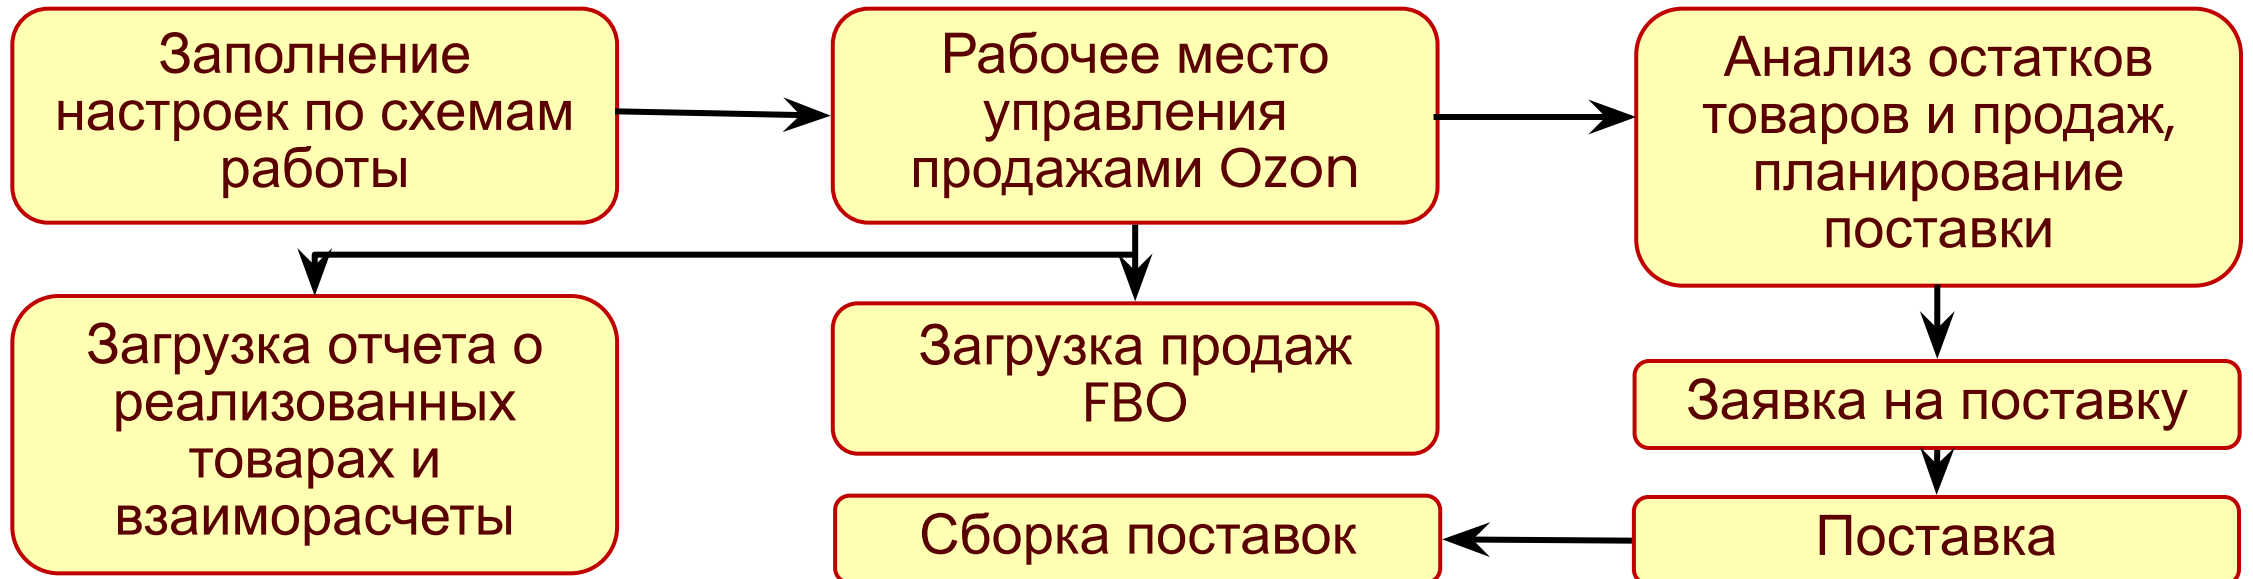 Заполнение
настроек по схемам
работы
Рабочее место
управления
продажами Ozon
Анализ остатков
товаров и продаж,
планирование
поставки
Загрузка отчета о
реализованных
товарах и
взаиморасчеты
Загрузка продаж
FBO
Заявка на поставку
Сборка поставок
Поставка